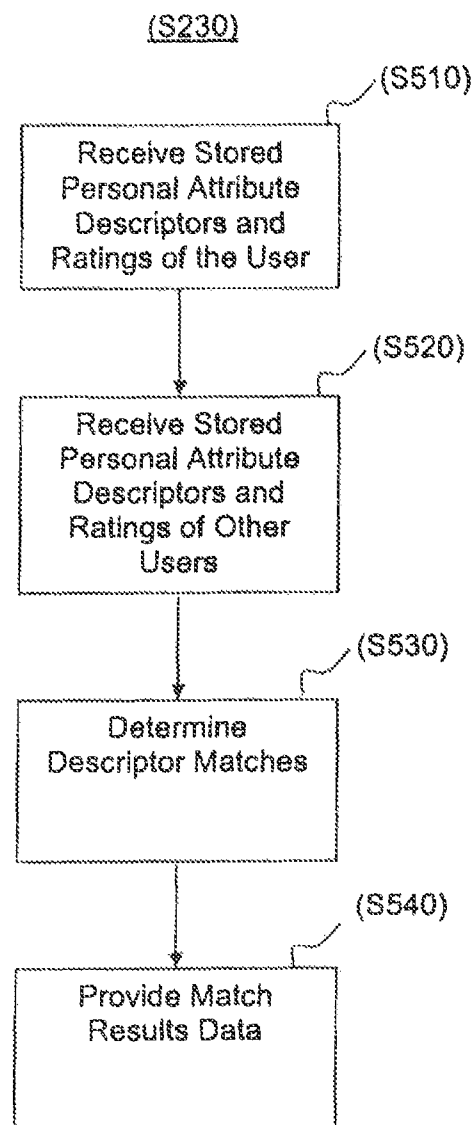 (S230)
(S510)
Receive Stored
Personal Attribute
Descriptors and
Ratings of the User
(S520)
Receive Stored
Personal Attribute
Descriptors and
Ratings of Other
Users
(S530)
Determine
Descriptor Matches
(S540)
Provide Match
Results Data